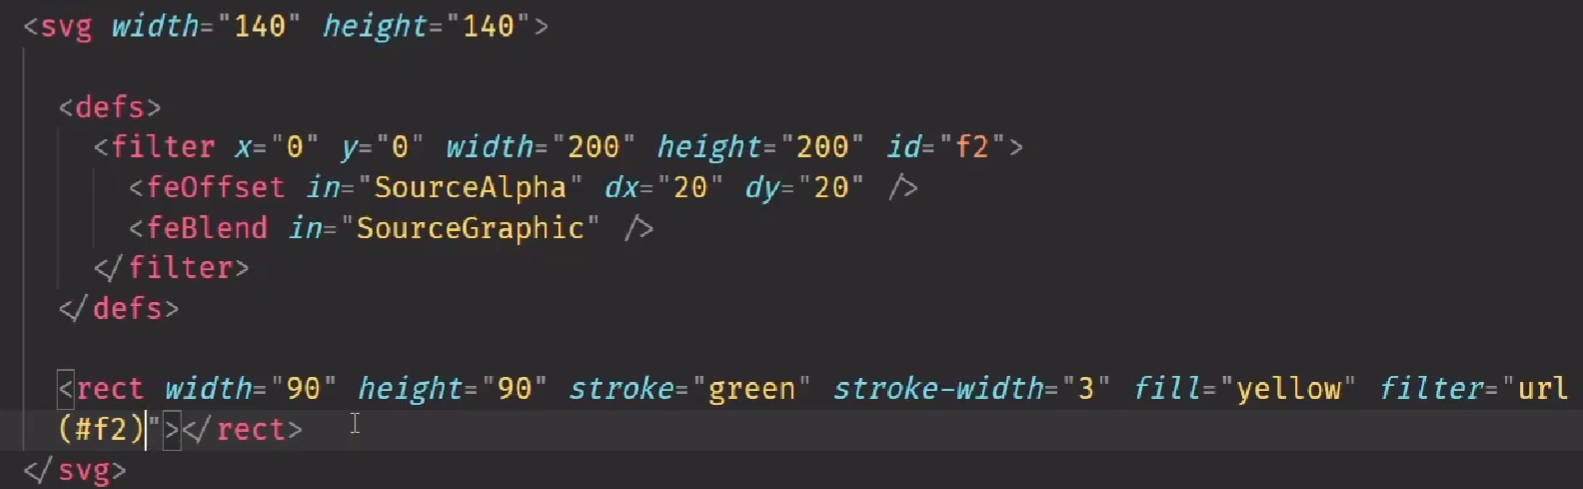 <svg width="140" height="140">
<defs>
<filter x="0" y="0" width="200" height="200" id="f2">
<feOffset in="SourceAlpha" dx="20" dy="20" />
<feBlend in="SourceGraphic" />
</filter>
</defs>
<rect width="90" height="90" stroke="green" stroke-width="3" fill="yellow" filter="url
(#f2)"></rect>
</svg>